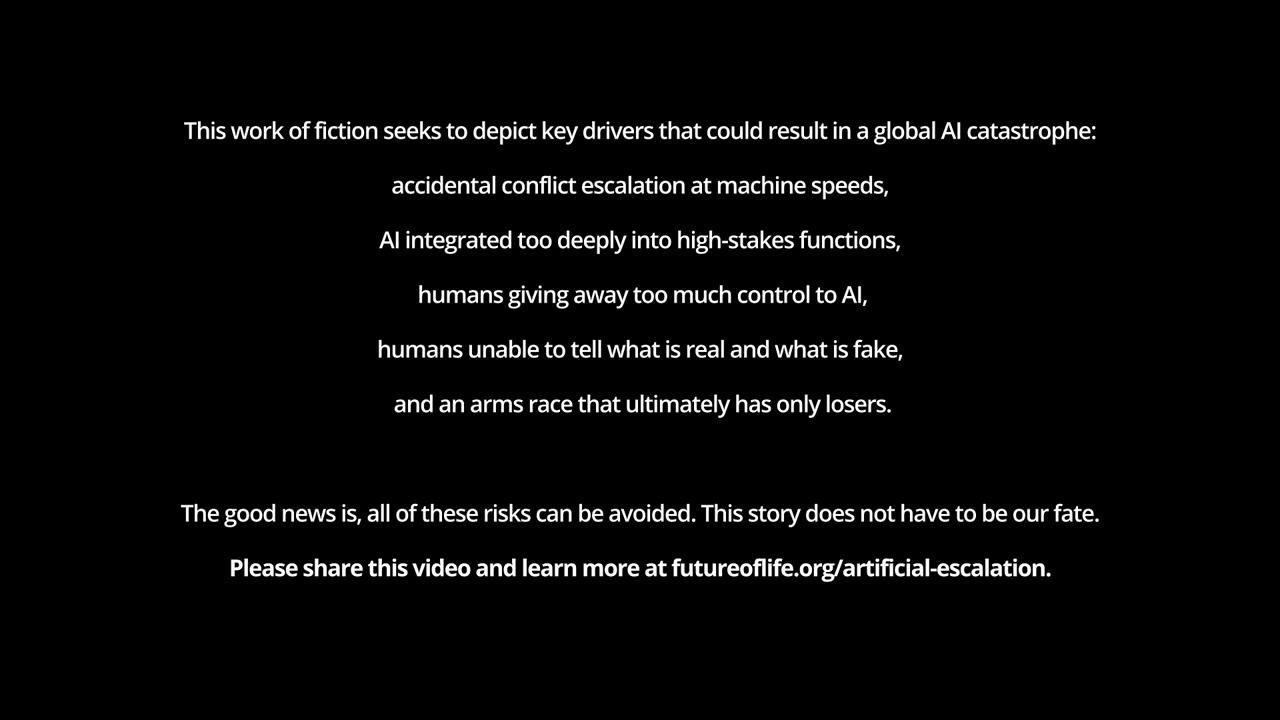 This work of fiction seeks to depict key drivers that could result in a global AI catastrophe:
accidental conflict escalation at machine speeds,
AI integrated too deeply into high-stakes functions,
humans giving away too much control to AI,
humans unable to tell what is real and what is fake,
and an arms race that ultimately has only losers.
The good news is, all of these risks can be avoided. This story does not have to be our fate.
Please share this video and learn more at futureoflife.org/artificial-escalation.